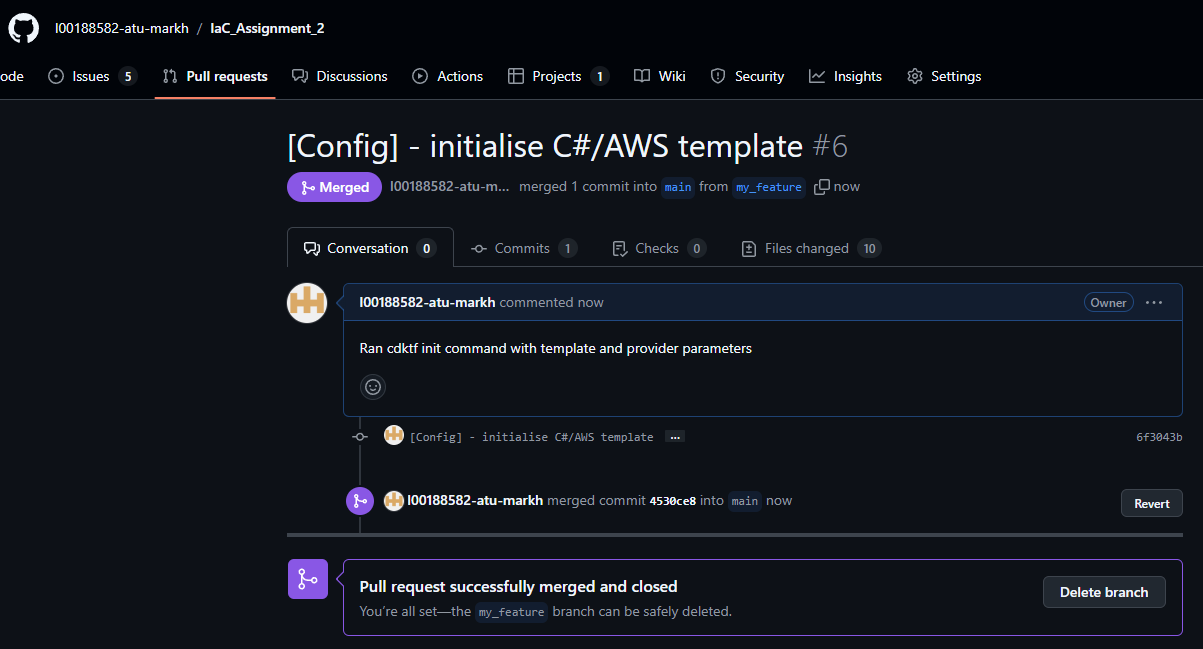 l00188582-atu-markh / IaC_Assignment_2
ode Issues 5 Pull requests Discussions Actions Projects 1 Wiki Security Insights Settings
[Config] - initialise C#/AWS template #6
Merged l00188582-atu-m... merged 1 commit into main from my_feature now
Conversation 0 Commits 1 Checks 0 Files changed 10
l00188582-atu-markh commented now Owner ...
Ran cdktf init command with template and provider parameters
[Config] - initialise C#/AWS template ... 6f3043b
l00188582-atu-markh merged commit 4530ce8 into main now Revert
Pull request successfully merged and closed
You're all set—the my_feature branch can be safely deleted.
Delete branch